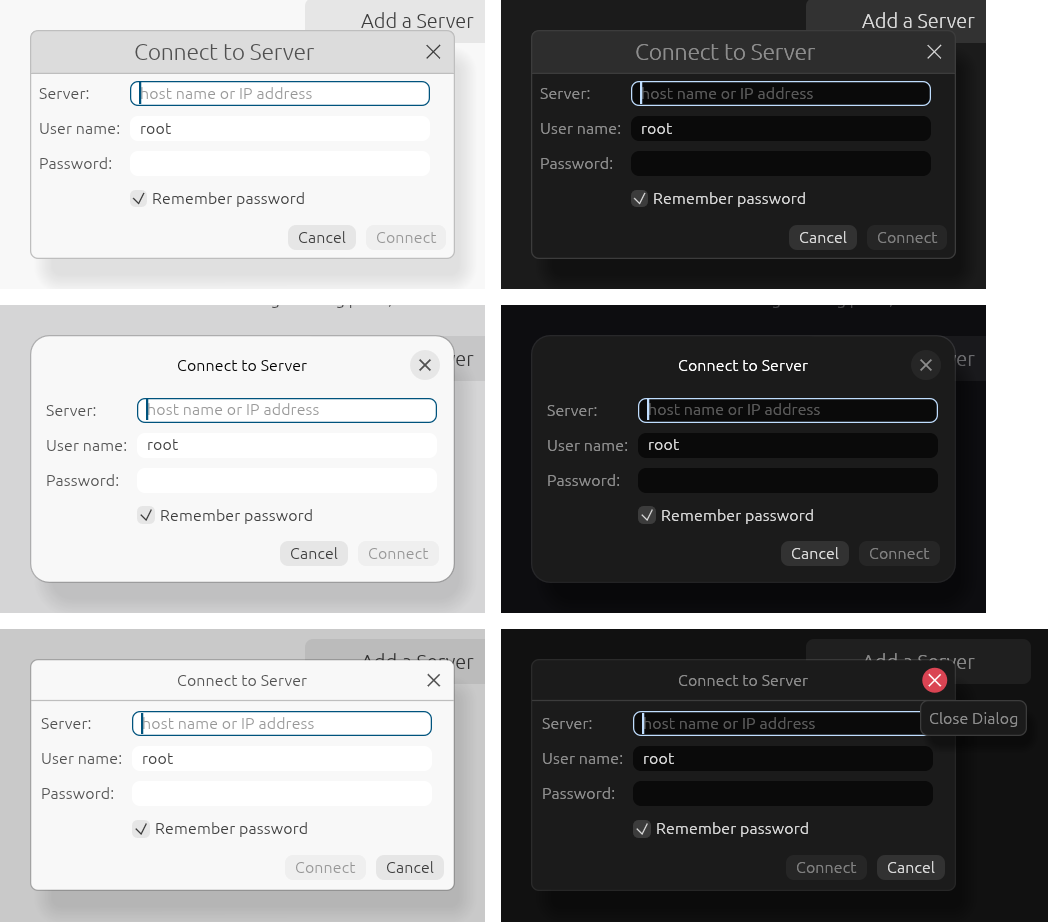 Add a Server
Connect to Server
Server: host name or IP address
User name: root
Password:
Remember password
Cancel Connect
Add a Server
Connect to Server
Server: host name or IP address
User name: root
Password:
Remember password
Cancel Connect
Connect to Server
Server: host name or IP address
User name: root
Password:
Remember password
Cancel Connect
Connect to Server
Server: host name or IP address
User name: root
Password:
Remember password
Cancel Connect
Add a Server
Connect to Server
Server: host name or IP address
User name: root
Password:
Remember password
Connect Cancel
Add a Server
Connect to Server
Close Dialog
Server: host name or IP address
User name: root
Password:
Remember password
Connect Cancel